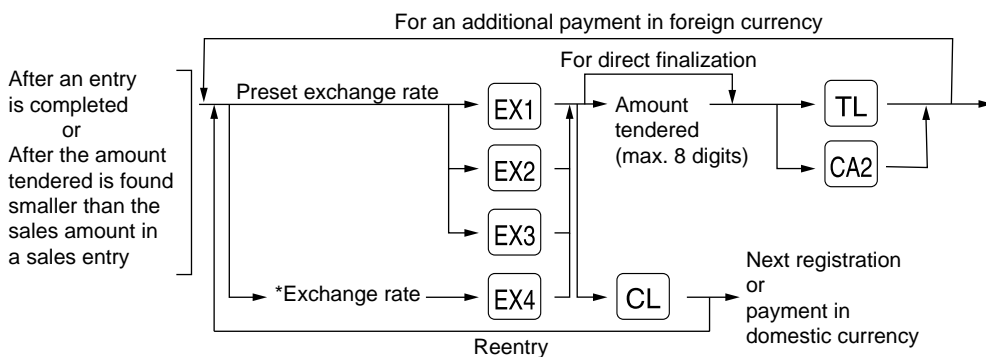 For an additional payment in foreign currency
After an entry
is completed
or
After the amount
tendered is found
smaller than the
sales amount in
a sales entry
Preset exchange rate
EX1
EX2
EX3
*Exchange rate
EX4
For direct finalization
Amount
tendered
(max. 8 digits)
TL
CA2
CL
Next registration
or
payment in
domestic currency
Reentry